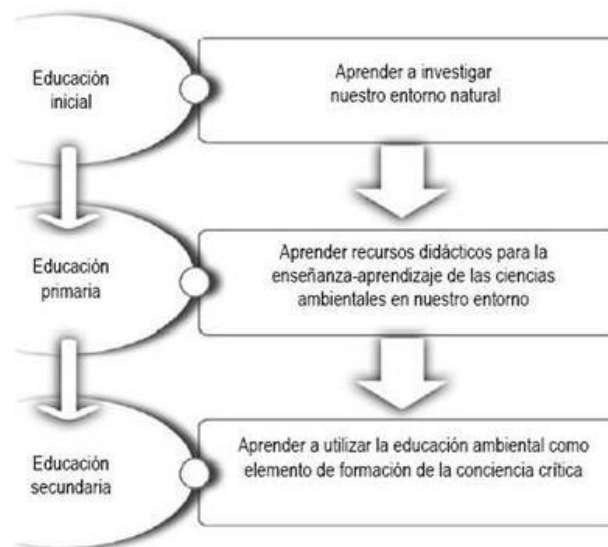 Educación
inicial
Aprender a investigar
nuestro entorno natural
Educación
primaria
Aprender recursos didácticos para la
enseñanza-aprendizaje de las ciencias
ambientales en nuestro entorno
Educación
secundaria
Aprender a utilizar la educación ambiental como
elemento de formación de la conciencia crítica